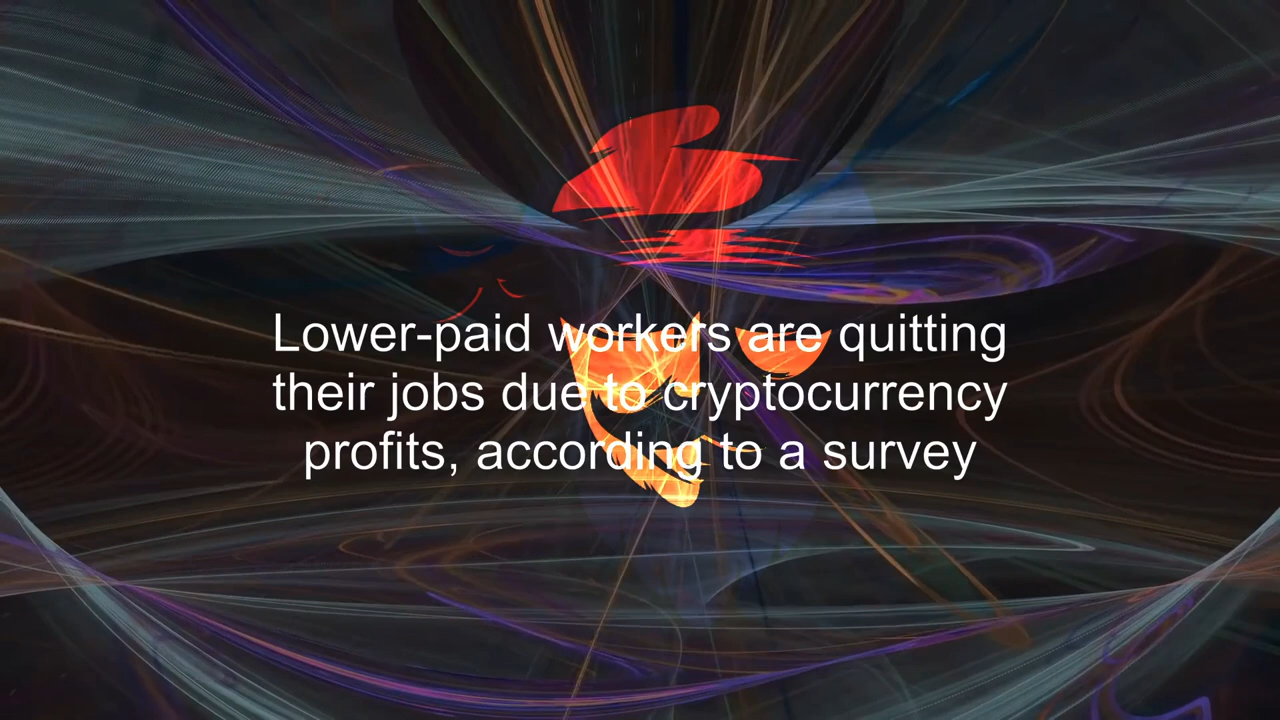 Lower-paid workers are quitting
their jobs due to cryptocurrency
profits, according to a survey